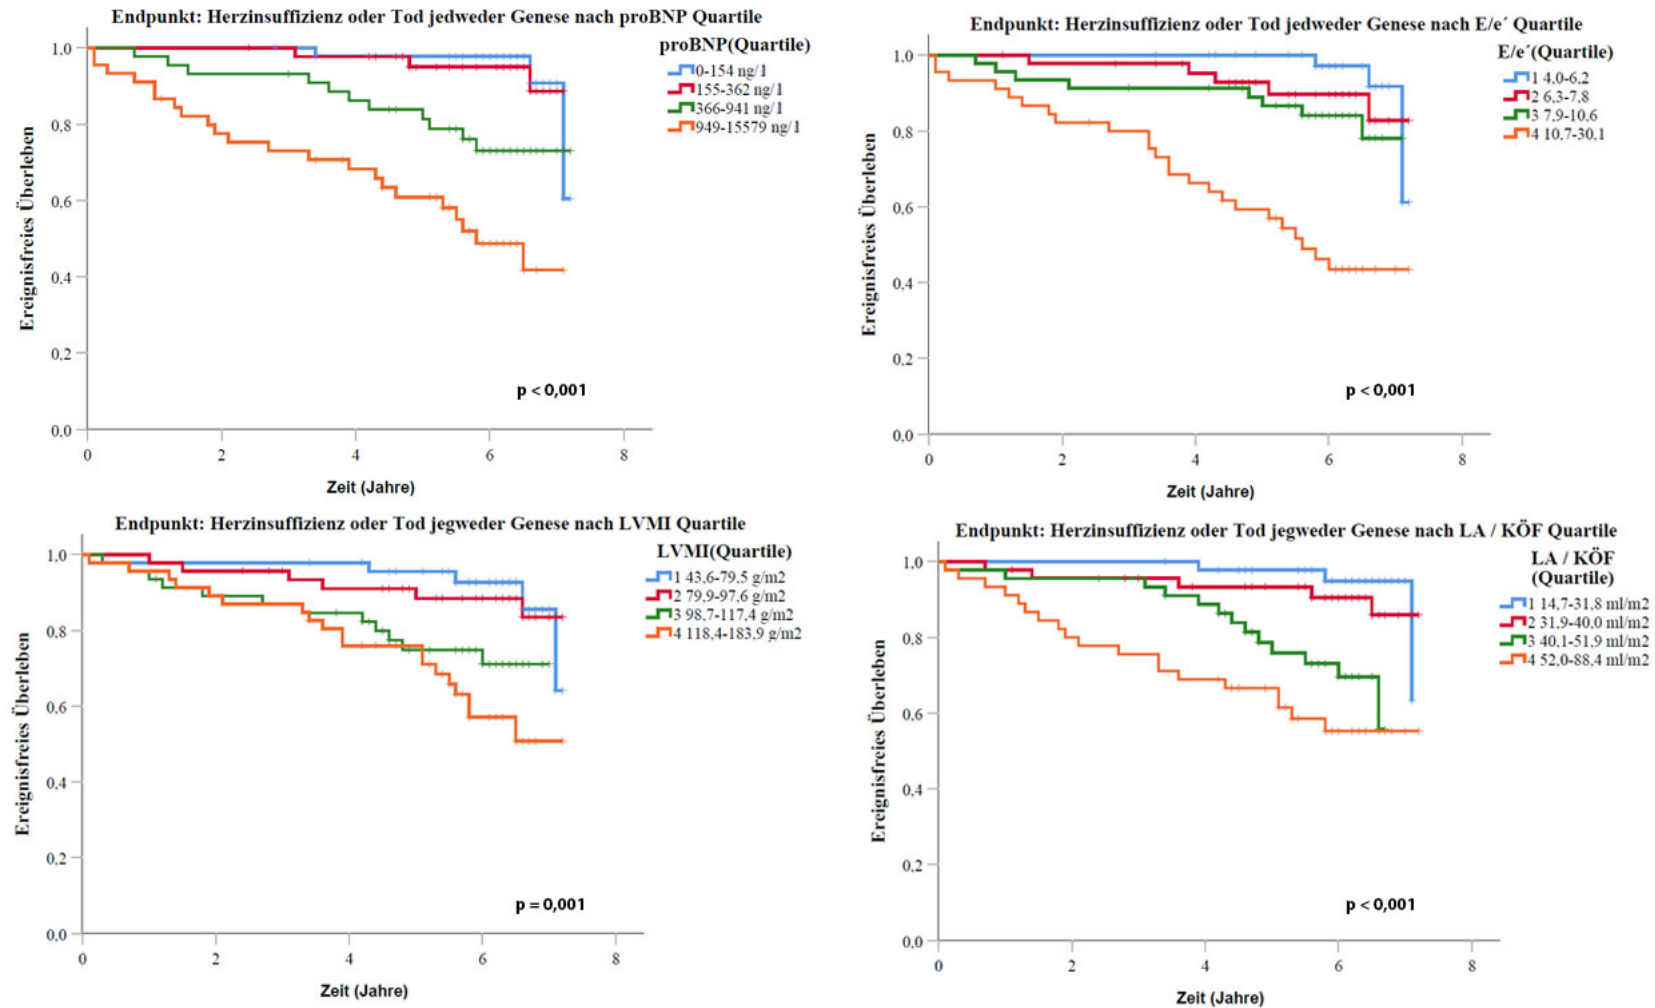 Endpunkt: Herzinsuffizienz oder Tod jedweder Genese nach proBNP Quartile
proBNP(Quartile)
0-154 ng/l
155-362 ng/l
366-941 ng/l
949-15579 ng/l
Ereignisfreies Überleben
1,0
0,8
0,6
0,4
0,2
0,0
p < 0,001
0 2 4 6 8
Zeit (Jahre)
Endpunkt: Herzinsuffizienz oder Tod jedweder Genese nach E/e´ Quartile
E/e´(Quartile)
1 4,0-6,2
2 6,3-7,8
3 7,9-10,6
4 10,7-30,1
Ereignisfreies Überleben
1,0
0,8
0,6
0,4
0,2
0,0
p < 0,001
0 2 4 6 8
Zeit (Jahre)
Endpunkt: Herzinsuffizienz oder Tod jegweder Genese nach LVMI Quartile
LVMI(Quartile)
1 43,6-79,5 g/m2
2 79,9-97,6 g/m2
3 98,7-117,4 g/m2
4 118,4-183,9 g/m2
Ereignisfreies Überleben
1,0
0,8
0,6
0,4
0,2
0,0
p = 0,001
0 2 4 6 8
Zeit (Jahre)
Endpunkt: Herzinsuffizienz oder Tod jegweder Genese nach LA / KÖF Quartile
LA / KÖF
(Quartile)
1 14,7-31,8 ml/m2
2 31,9-40,0 ml/m2
3 40,1-51,9 ml/m2
4 52,0-88,4 ml/m2
Ereignisfreies Überleben
1,0
0,8
0,6
0,4
0,2
0,0
p < 0,001
0 2 4 6 8
Zeit (Jahre)